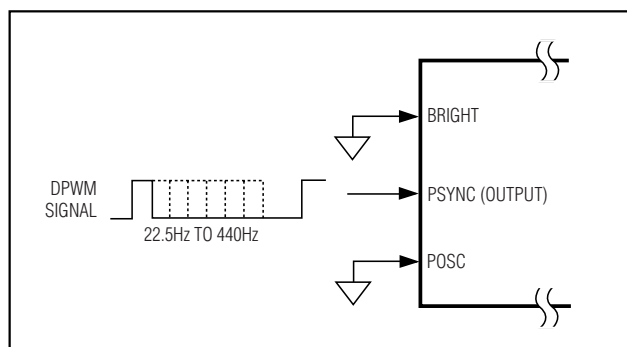 BRIGHT
DPWM
SIGNAL
PSYNC (OUTPUT)
22.5Hz TO 440Hz
POSC